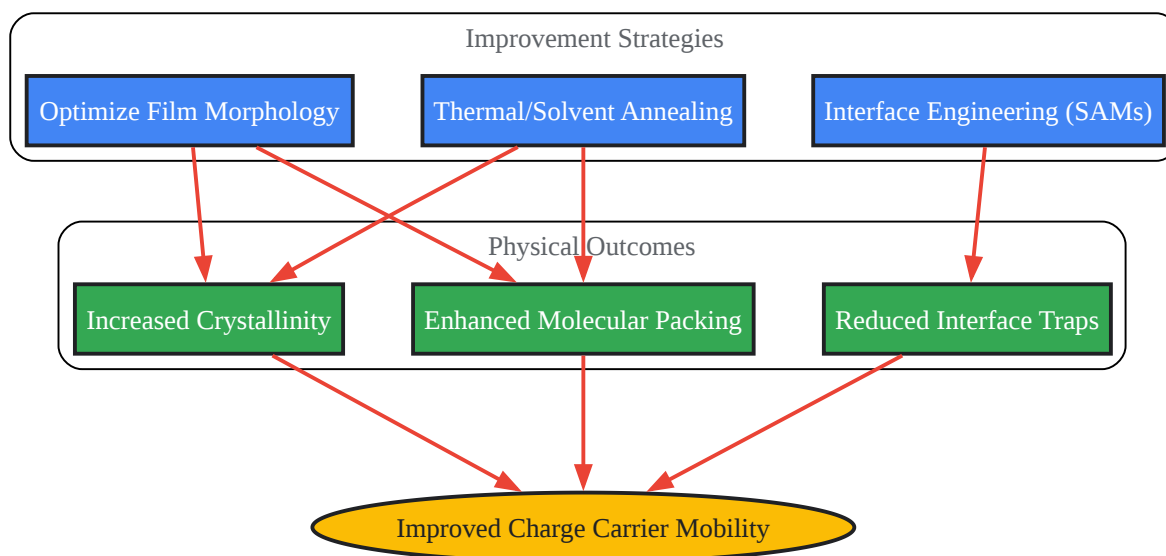 Improvement Strategies
Optimize Film Morphology
Thermal/Solvent Annealing
Interface Engineering (SAMs)
Physical Outcomes
Increased Crystallinity
Enhanced Molecular Packing
Reduced Interface Traps
Improved Charge Carrier Mobility